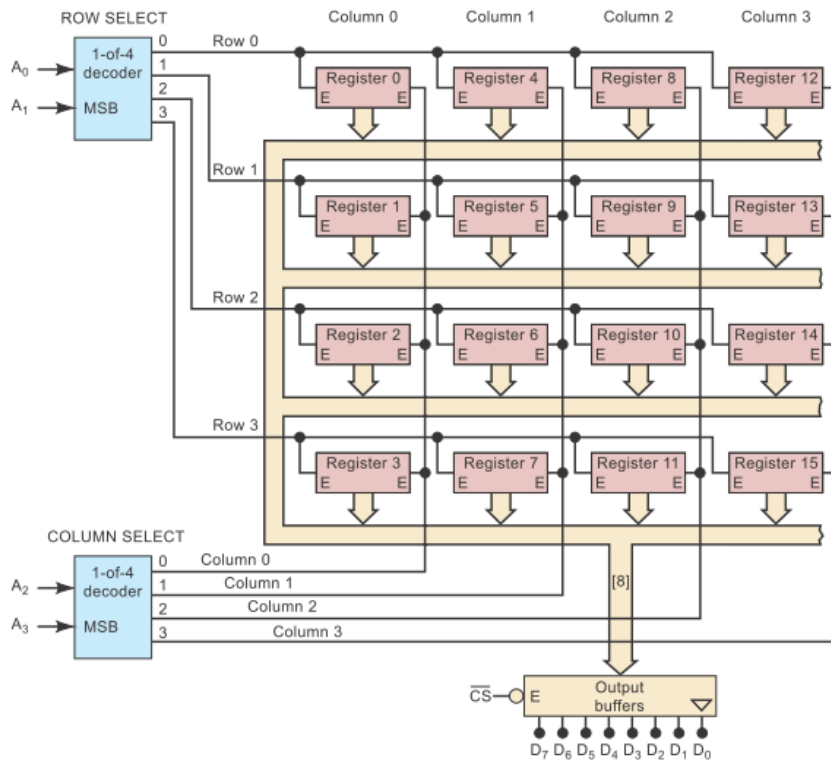 ROW SELECT
Column 0 Column 1 Column 2 Column 3
A0
A1
1-of-4
decoder
MSB
0
1
2
3
Row 0
Register 0 Register 4 Register 8 Register 12
E E E E E E E E
Row 1
Register 1 Register 5 Register 9 Register 13
E E E E E E E E
Row 2
Register 2 Register 6 Register 10 Register 14
E E E E E E E E
Row 3
Register 3 Register 7 Register 11 Register 15
E E E E E E E E
COLUMN SELECT
A2
A3
1-of-4
decoder
MSB
0
1
2
3
Column 0
Column 1
Column 2
Column 3
[8]
C̅S̅
E
Output
buffers
D7 D6 D5 D4 D3 D2 D1 D0